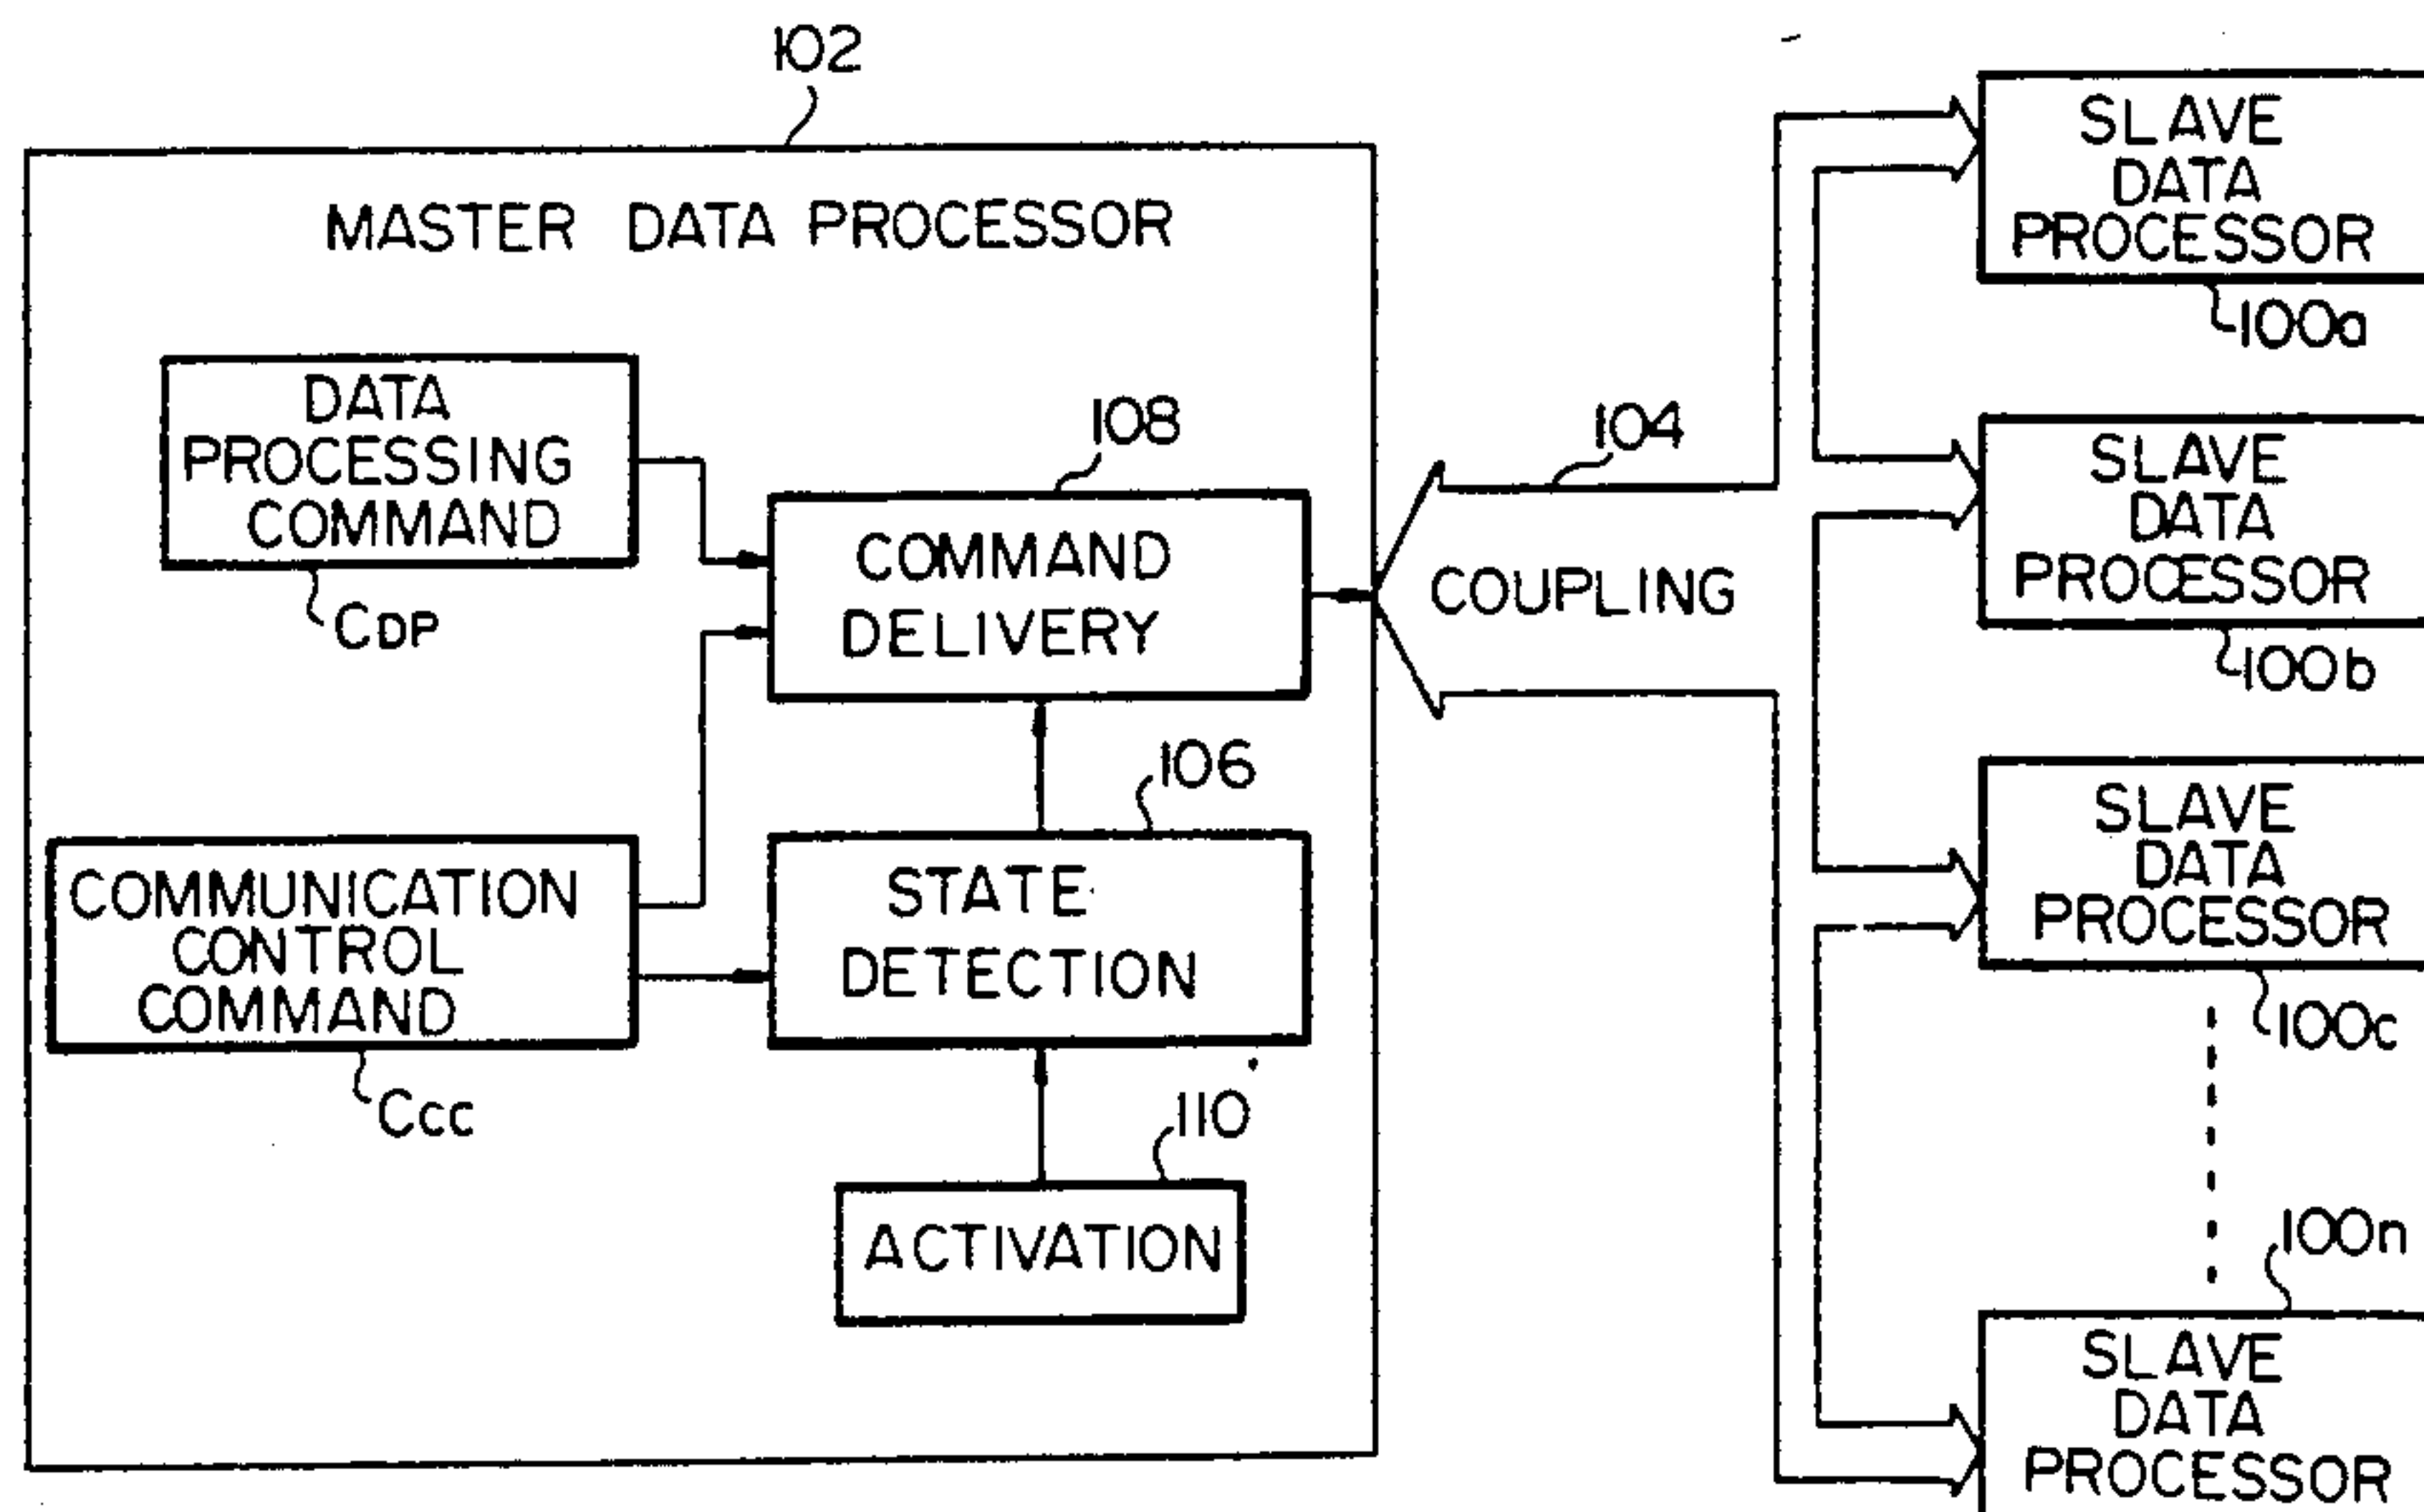 102
MASTER DATA PROCESSOR
DATA
PROCESSING
COMMAND
CDP
108
COMMAND
DELIVERY
106
COMMUNICATION
CONTROL
COMMAND
CCC
STATE
DETECTION
110
ACTIVATION
104
COUPLING
SLAVE
DATA
PROCESSOR
100a
SLAVE
DATA
PROCESSOR
100b
SLAVE
DATA
PROCESSOR
100c
100n
SLAVE
DATA
PROCESSOR